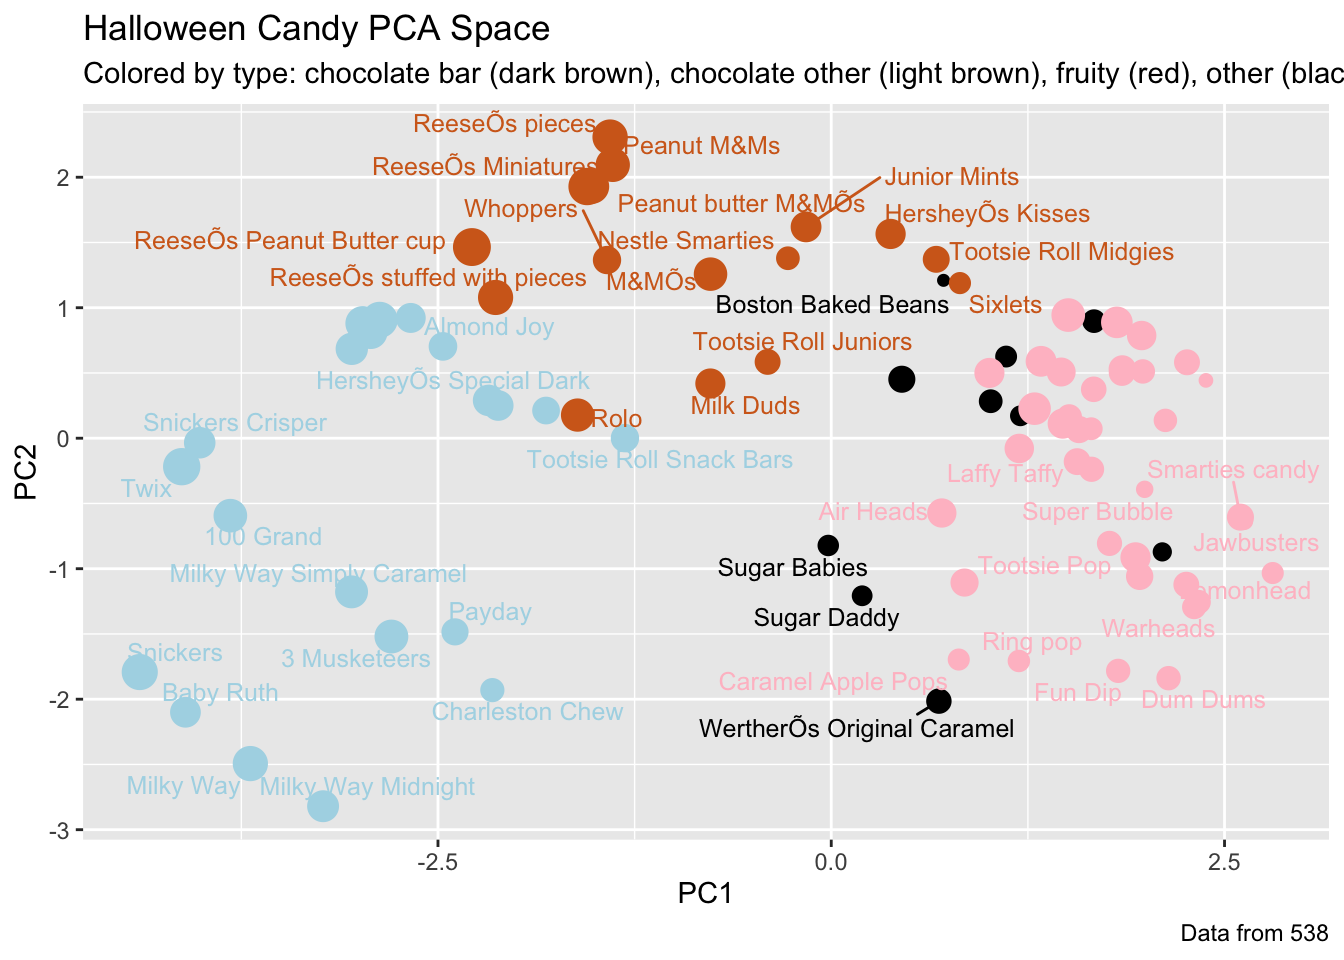 Halloween Candy PCA Space
Colored by type: chocolate bar (dark brown), chocolate other (light brown), fruity (red), other (blac
ReeseÕs pieces
Peanut M&Ms
ReeseÕs Miniatures
Junior Mints
Whoppers
Peanut butter M&MÕs
HersheyÕs Kisses
ReeseÕs Peanut Butter cup
Nestle Smarties
Tootsie Roll Midgies
ReeseÕs stuffed with pieces
M&MÕs
Boston Baked Beans
Sixlets
Almond Joy
Tootsie Roll Juniors
HersheyÕs Special Dark
Milk Duds
Snickers Crisper
Rolo
Tootsie Roll Snack Bars
Laffy Taffy
Smarties candy
Twix
Air Heads
Super Bubble
100 Grand
Jawbusters
Milky Way Simply Caramel
Sugar Babies
Tootsie Pop
emonhead
Payday
Sugar Daddy
Warheads
Snickers
3 Musketeers
Ring pop
Baby Ruth
Caramel Apple Pops
Fun Dip
Dum Dums
Charleston Chew
WertherÕs Original Caramel
Milky Way
Milky Way Midnight
2
1
0
-1
-2
-3
PC2
-2.5
0.0
2.5
PC1
Data from 538